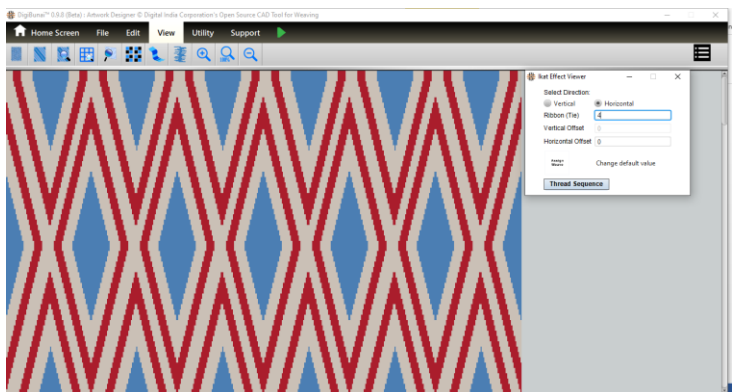 DigiBunai™ 0.9.8 (Beta) : Artwork Designer © Digital India Corporation's Open Source CAD Tool for Weaving
Home Screen File Edit View Utility Support
Ikat Effect Viewer
Select Direction:
Vertical Horizontal
Ribbon (Tie) 4
Vertical Offset 0
Horizontal Offset 0
Change default value
Thread Sequence